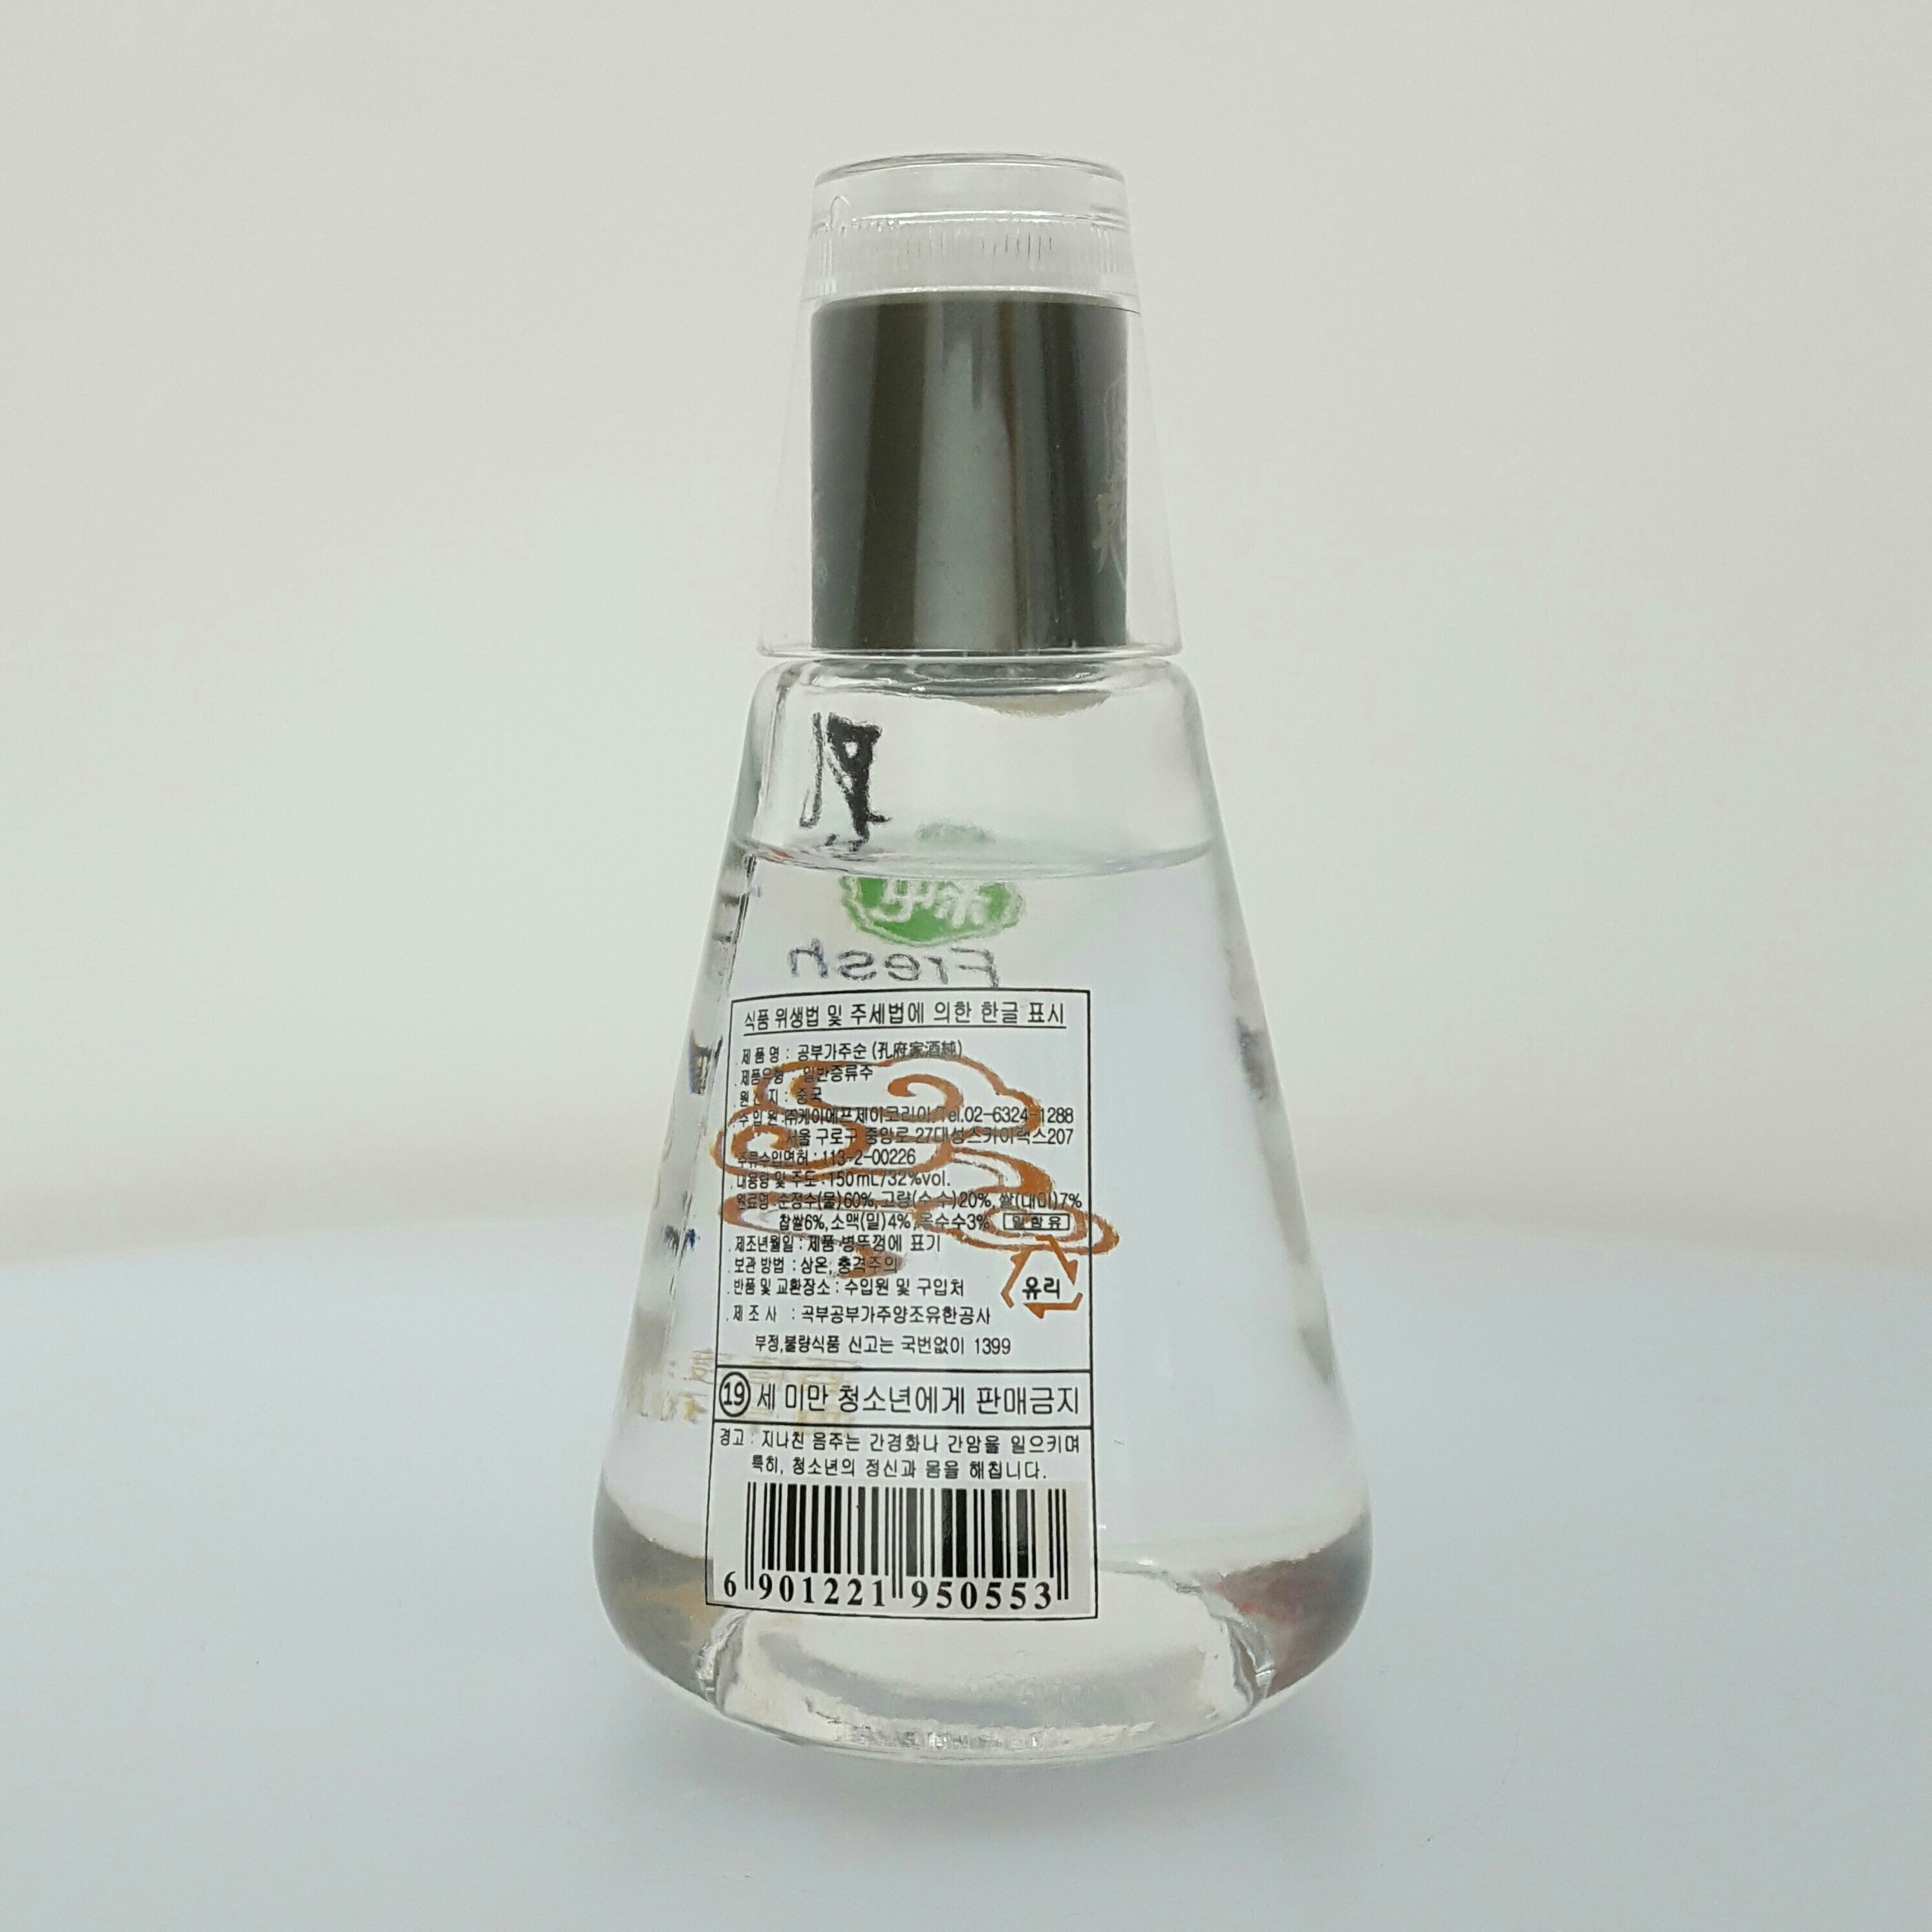 Fresh
식품 위생법 및 주세법에 의한 한글 표시
. 제 품 명 : 공부가주순 (孔府家酒純)
. 제품유형 : 일반증류주
. 원 산 지 : 중국
. 수 입 원 : ㈜케이에프제이코리아/Tel.02-6324-1288
서울 구로구 중앙로 27대성스카이렉스207
. 주류수입면허 : 113-2-00226
. 내용량 및 주도 : 150mL/32%vol.
. 원료명 : 순정수(물)60%, 고량(수수)20%, 쌀(대미)7%
찹쌀6%, 소맥(밀)4%, 옥수수3% 밀함유
. 제조년월일 : 제품 병뚜껑에 표기
. 보관 방법 : 상온, 충격주의
. 반품 및 교환장소 : 수입원 및 구입처
유리
. 제 조 사 : 곡부공부가주양조유한공사
부정,불량식품 신고는 국번없이 1399
19 세 미만 청소년에게 판매금지
경고 : 지나친 음주는 간경화나 간암을 일으키며
특히, 청소년의 정신과 몸을 해칩니다.
6 901221 950553